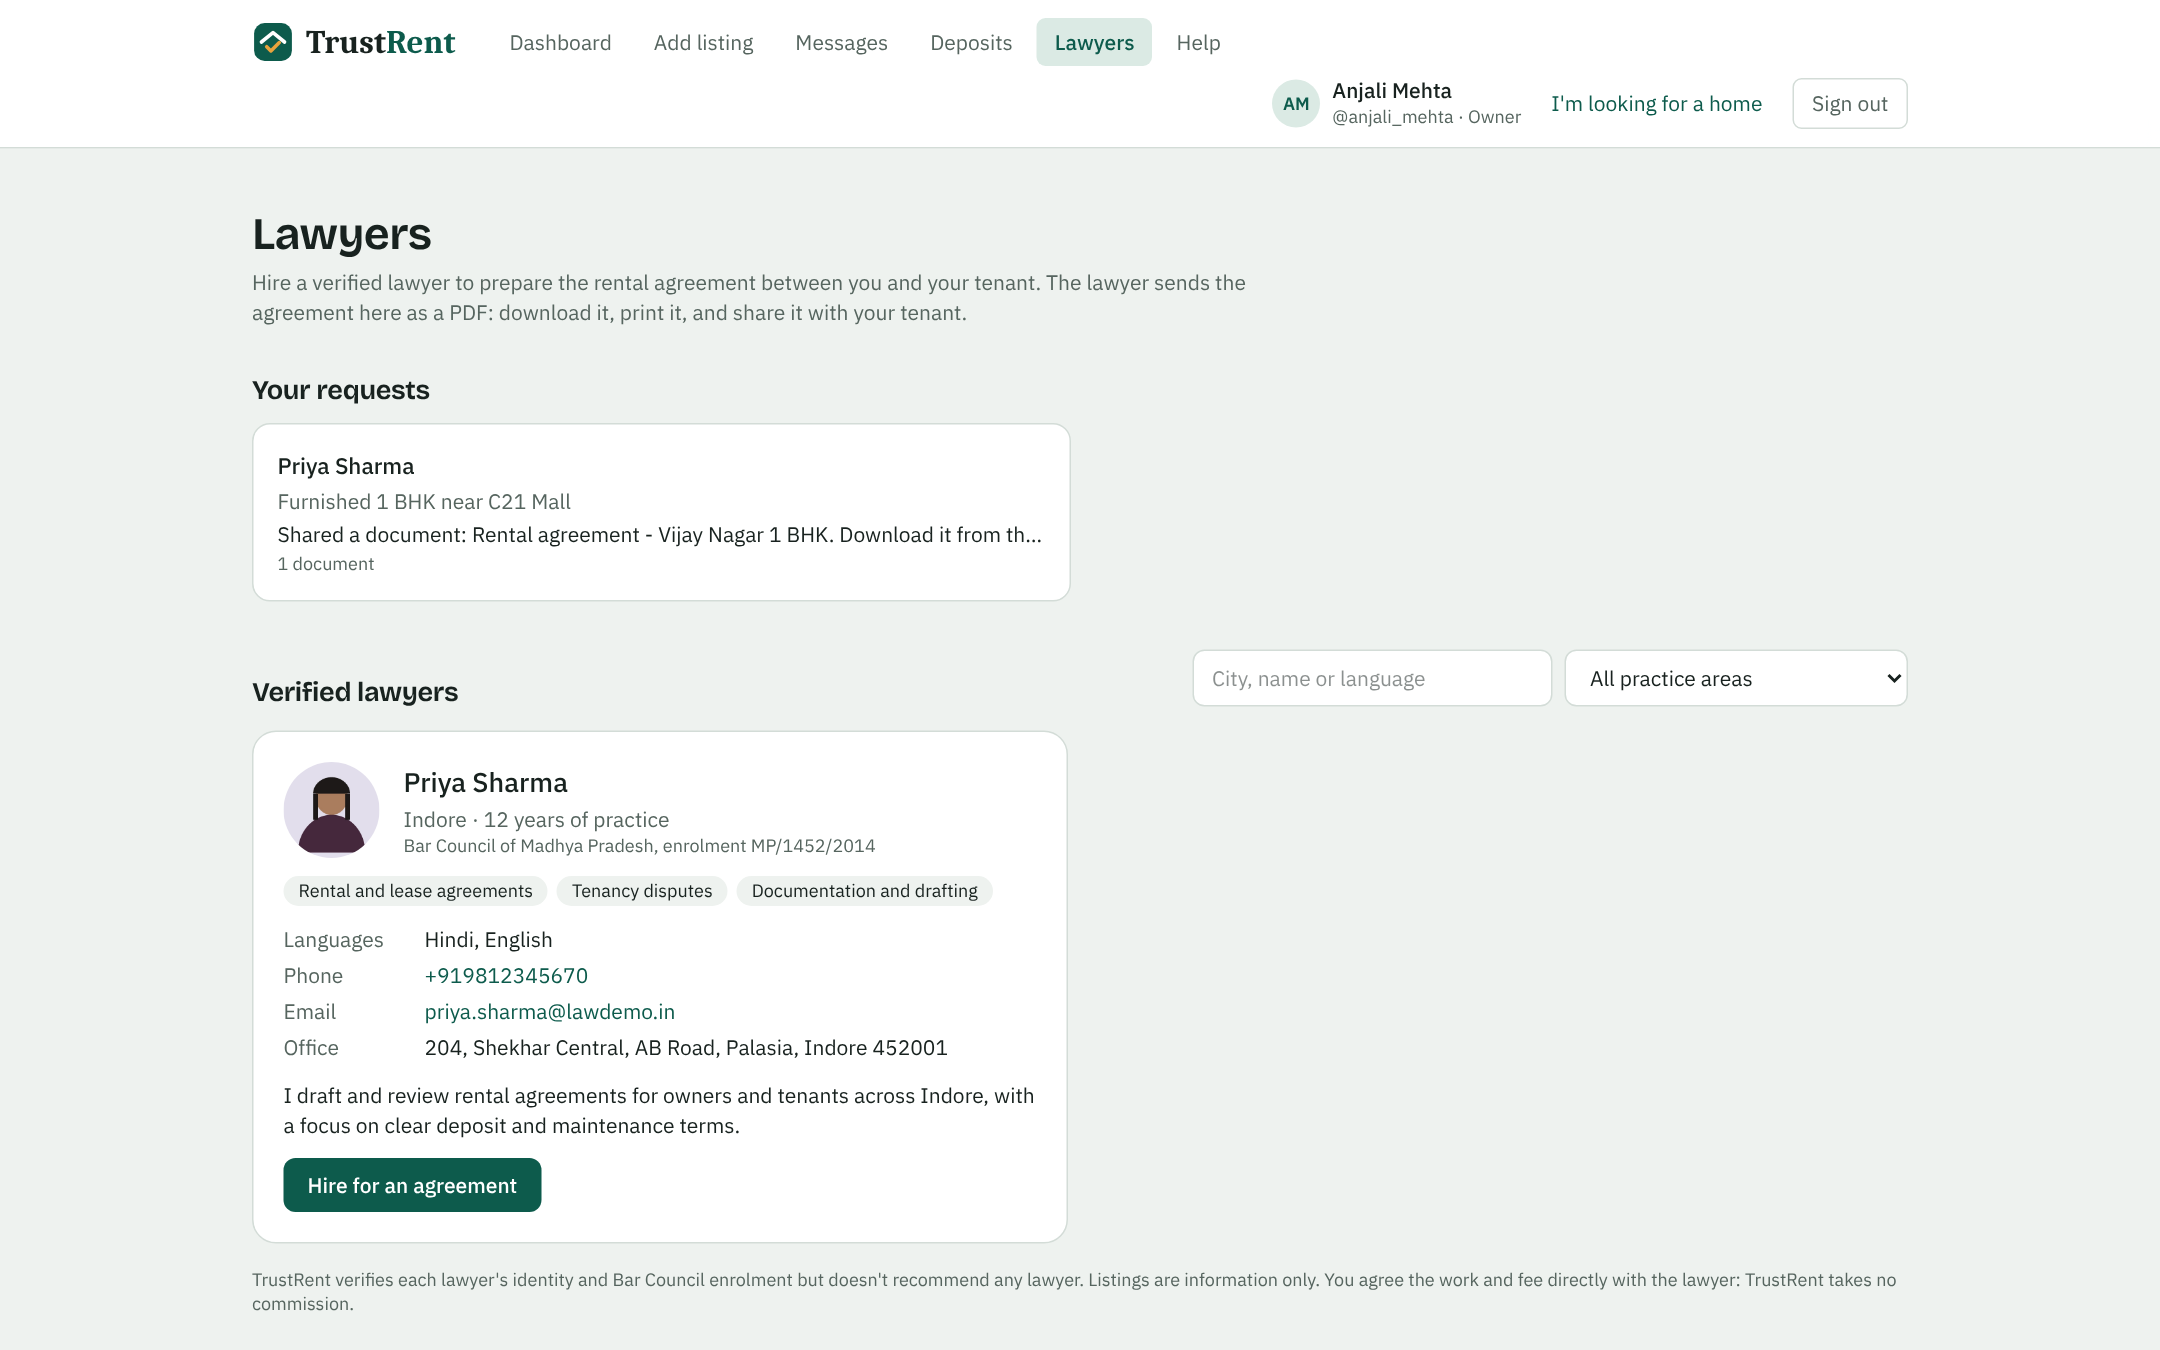 TrustRent
Dashboard
Add listing
Messages
Deposits
Lawyers
Help
AM
Anjali Mehta
@anjali_mehta · Owner
I'm looking for a home
Sign out
Lawyers
Hire a verified lawyer to prepare the rental agreement between you and your tenant. The lawyer sends the
agreement here as a PDF: download it, print it, and share it with your tenant.
Your requests
Priya Sharma
Furnished 1 BHK near C21 Mall
Shared a document: Rental agreement - Vijay Nagar 1 BHK. Download it from th...
1 document
Verified lawyers
City, name or language
All practice areas
Priya Sharma
Indore · 12 years of practice
Bar Council of Madhya Pradesh, enrolment MP/1452/2014
Rental and lease agreements
Tenancy disputes
Documentation and drafting
Languages Hindi, English
Phone +919812345670
Email priya.sharma@lawdemo.in
Office 204, Shekhar Central, AB Road, Palasia, Indore 452001
I draft and review rental agreements for owners and tenants across Indore, with
a focus on clear deposit and maintenance terms.
Hire for an agreement
TrustRent verifies each lawyer's identity and Bar Council enrolment but doesn't recommend any lawyer. Listings are information only. You agree the work and fee directly with the lawyer: TrustRent takes no
commission.